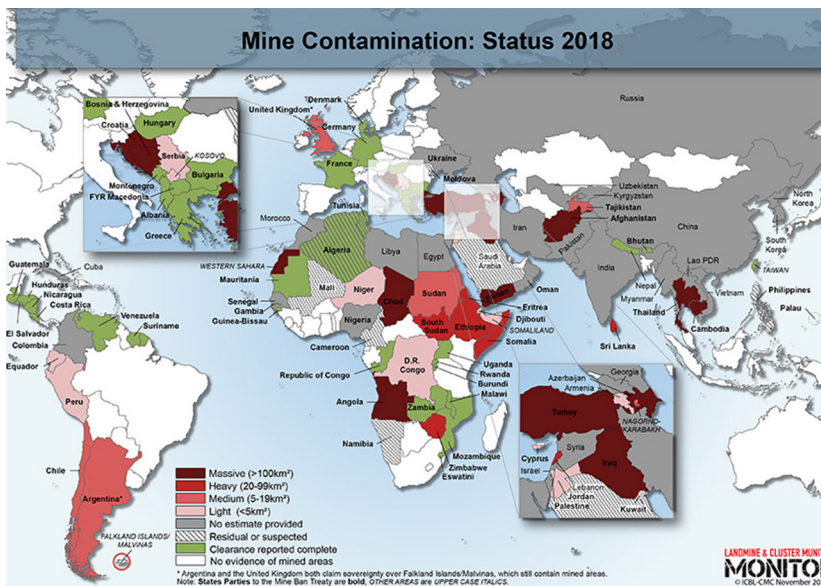 Mine Contamination: Status 2018
Bosnia & Herzegovina
Hungary
Croatia
Serbia
KOSOVO
Bulgaria
Montenegro
FYR Macedonia
Albania
Greece
Denmark
United Kingdom*
Germany
France
Ukraine
Moldova
Russia
Tunisia
Morocco
Algeria
Libya
Egypt
WESTERN SAHARA
Mauritania
Mali
Niger
Chad
Sudan
Senegal
Gambia
Guinea-Bissau
Nigeria
South
Sudan
Ethiopia
Cameroon
Republic of Congo
D.R.
Congo
Angola
Zambia
Namibia
Eritrea
Djibouti
SOMALILAND
Somalia
Uganda
Rwanda
Burundi
Malawi
Mozambique
Zimbabwe
Eswatini
Saudi
Arabia
Yemen
Oman
Iran
Uzbekistan
Kyrgyzstan
Tajikistan
Afghanistan
Pakistan
India
China
Bhutan
Nepal
Myanmar
Thailand
Lao PDR
Vietnam
Cambodia
Sri Lanka
North
Korea
South
Korea
TAIWAN
Philippines
Palau
Guatemala
Cuba
Hunduras
Nicaragua
Costa Rica
El Salvador
Colombia
Venezuela
Suriname
Equador
Peru
Chile
Argentina*
FALKLAND ISLANDS/
MALVINAS
Georgia
Azerbaijan
Armenia
Turkey
NAGORNO-
KARABAKH
Cyprus
Syria
Israel
Iraq
Lebanon
Jordan
Palestine
Kuwait
Massive (>100km²)
Heavy (20-99km²)
Medium (5-19km²)
Light (<5km²)
No estimate provided
Residual or suspected
Clearance reported complete
No evidence of mined areas
* Argentina and the United Kingdom both claim sovereignty over Falkland Islands/Malvinas, which still contain mined areas.
Note: States Parties to the Mine Ban Treaty are bold, OTHER AREAS are UPPER CASE ITALICS.
LANDMINE & CLUSTER MUNI
MONITO
© ICBL-CMC November 20